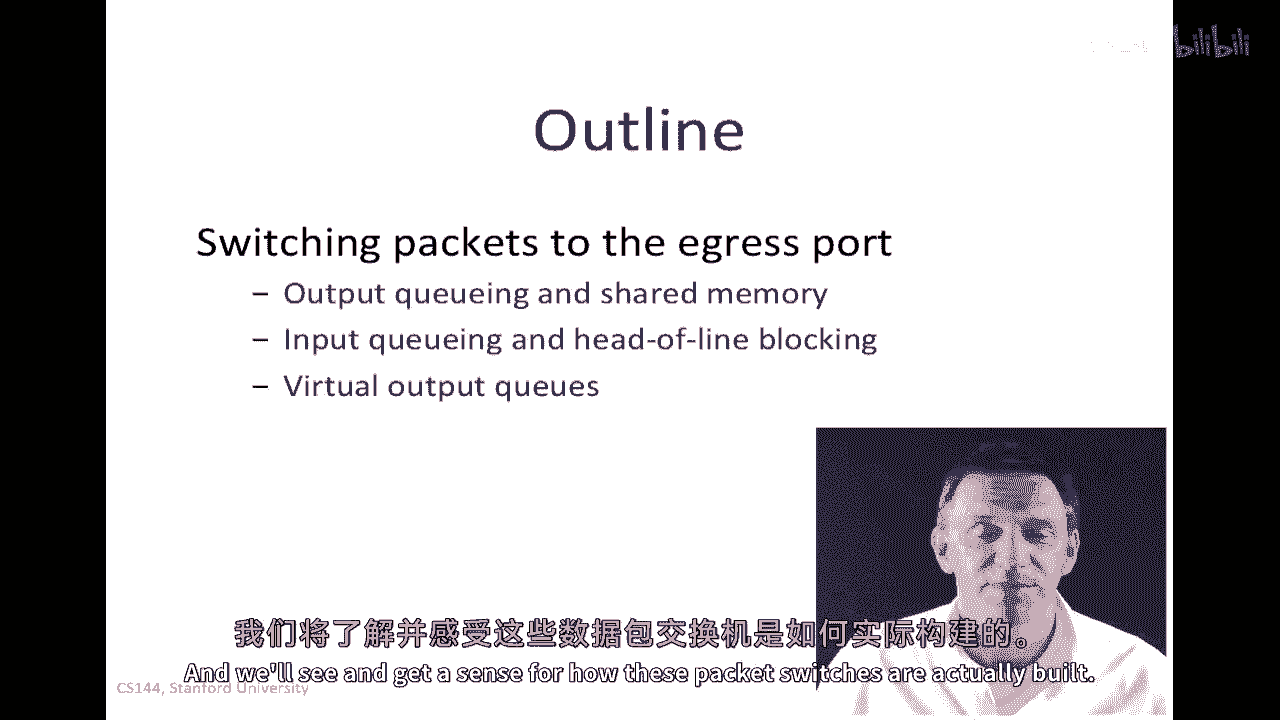 bilibili
Outline
Switching packets to the egress port
– Output queueing and shared memory
– Input queueing and head-of-line blocking
– Virtual output queues
我们将了解并感受这些数据包交换机是如何实际构建的。
And we'll see and get a sense for how these packet switches are actually built.
CS144, Stanford University